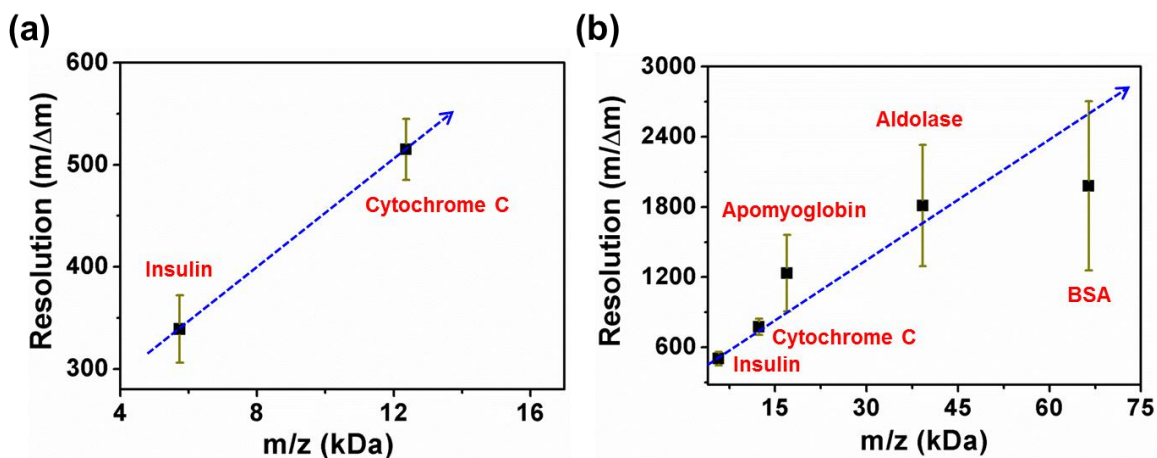 (a)
600
500
400
300
Resolution (m/Δm)
Insulin
Cytochrome C
4
8
12
16
m/z (kDa)
(b)
3000
2400
1800
1200
600
Resolution (m/Δm)
Aldolase
Apomyoglobin
BSA
Cytochrome C
Insulin
15
30
45
60
75
m/z (kDa)